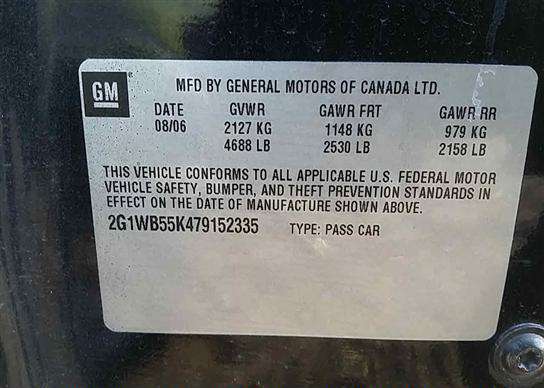 GM
MFD BY GENERAL MOTORS OF CANADA LTD.
DATE GVWR GAWR FRT GAWR RR
08/06 2127 KG 1148 KG 979 KG
4688 LB 2530 LB 2158 LB
THIS VEHICLE CONFORMS TO ALL APPLICABLE U.S. FEDERAL MOTOR
VEHICLE SAFETY, BUMPER, AND THEFT PREVENTION STANDARDS IN
EFFECT ON THE DATE OF MANUFACTURE SHOWN ABOVE.
2G1WB55K479152335 TYPE: PASS CAR